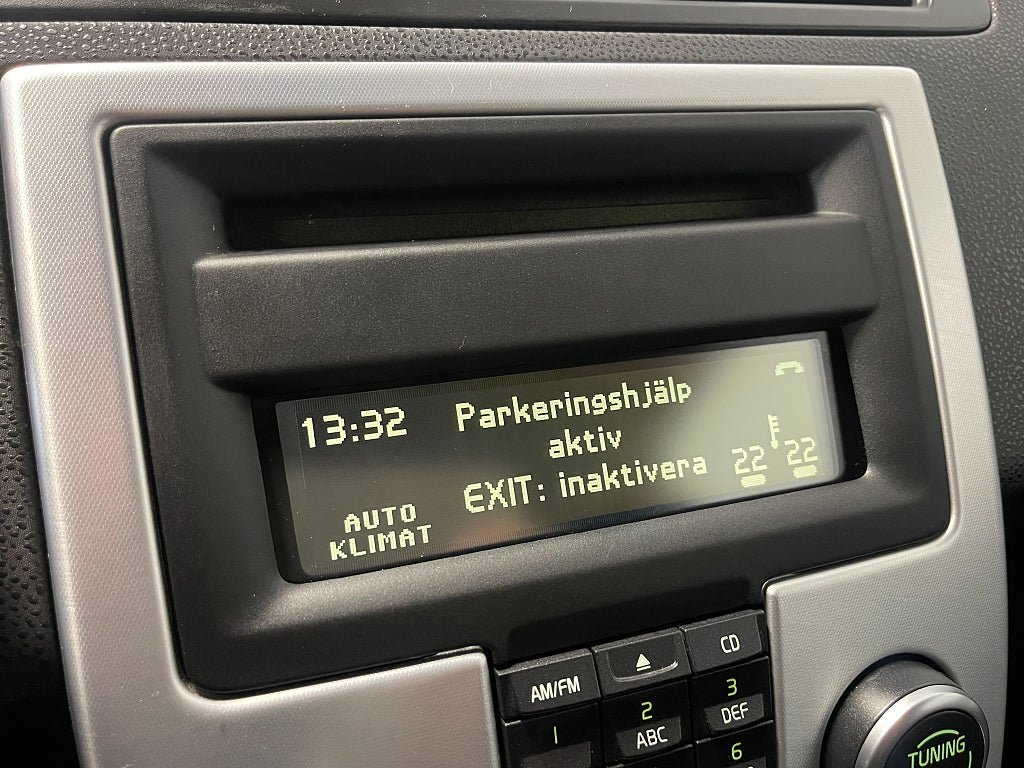 13:32
Parkeringshjälp
aktiv
EXIT: inaktivera
22 22
AUTO
KLIMAT
CD
AM/FM
1
2
ABC
3
DEF
6
TUNING